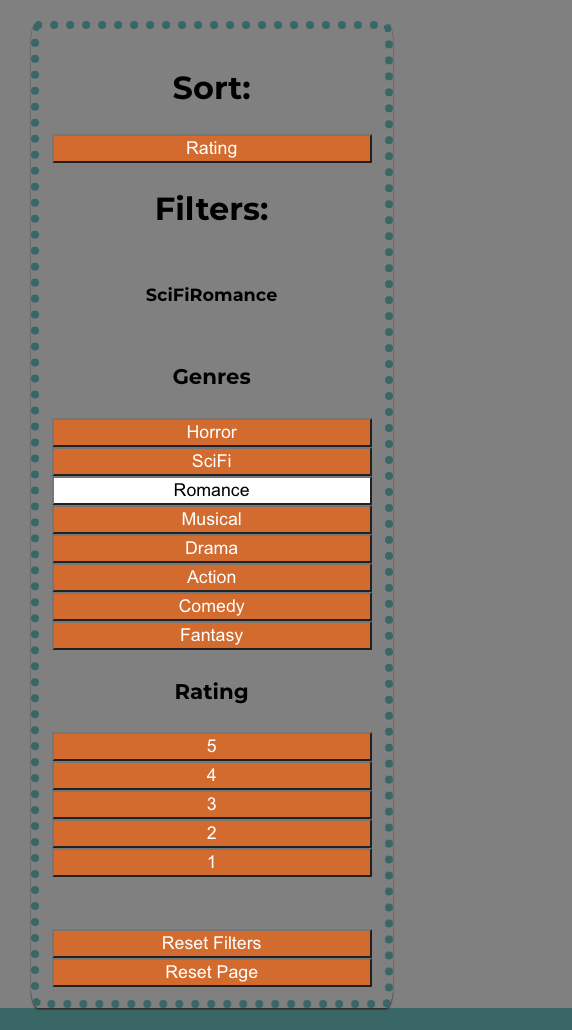 Sort:
Rating
Filters:
SciFiRomance
Genres
Horror
SciFi
Romance
Musical
Drama
Action
Comedy
Fantasy
Rating
5
4
3
2
1
Reset Filters
Reset Page